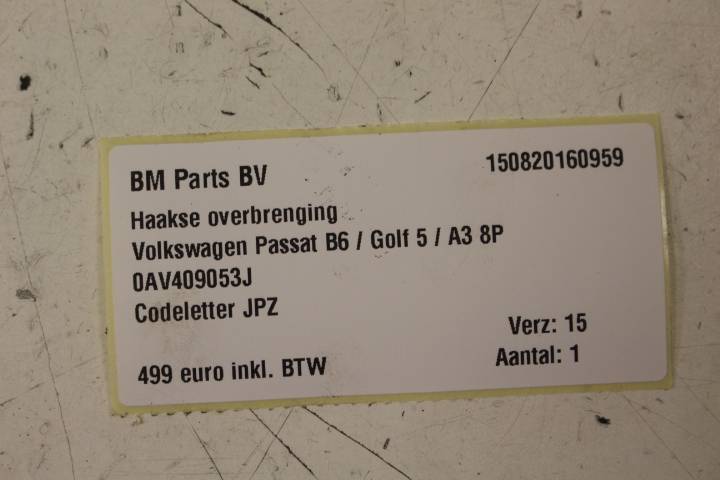 BM Parts BV 150820160959
Haakse overbrenging
Volkswagen Passat B6 / Golf 5 / A3 8P
0AV409053J
Codeletter JPZ
Verz: 15
499 euro inkl. BTW Aantal: 1